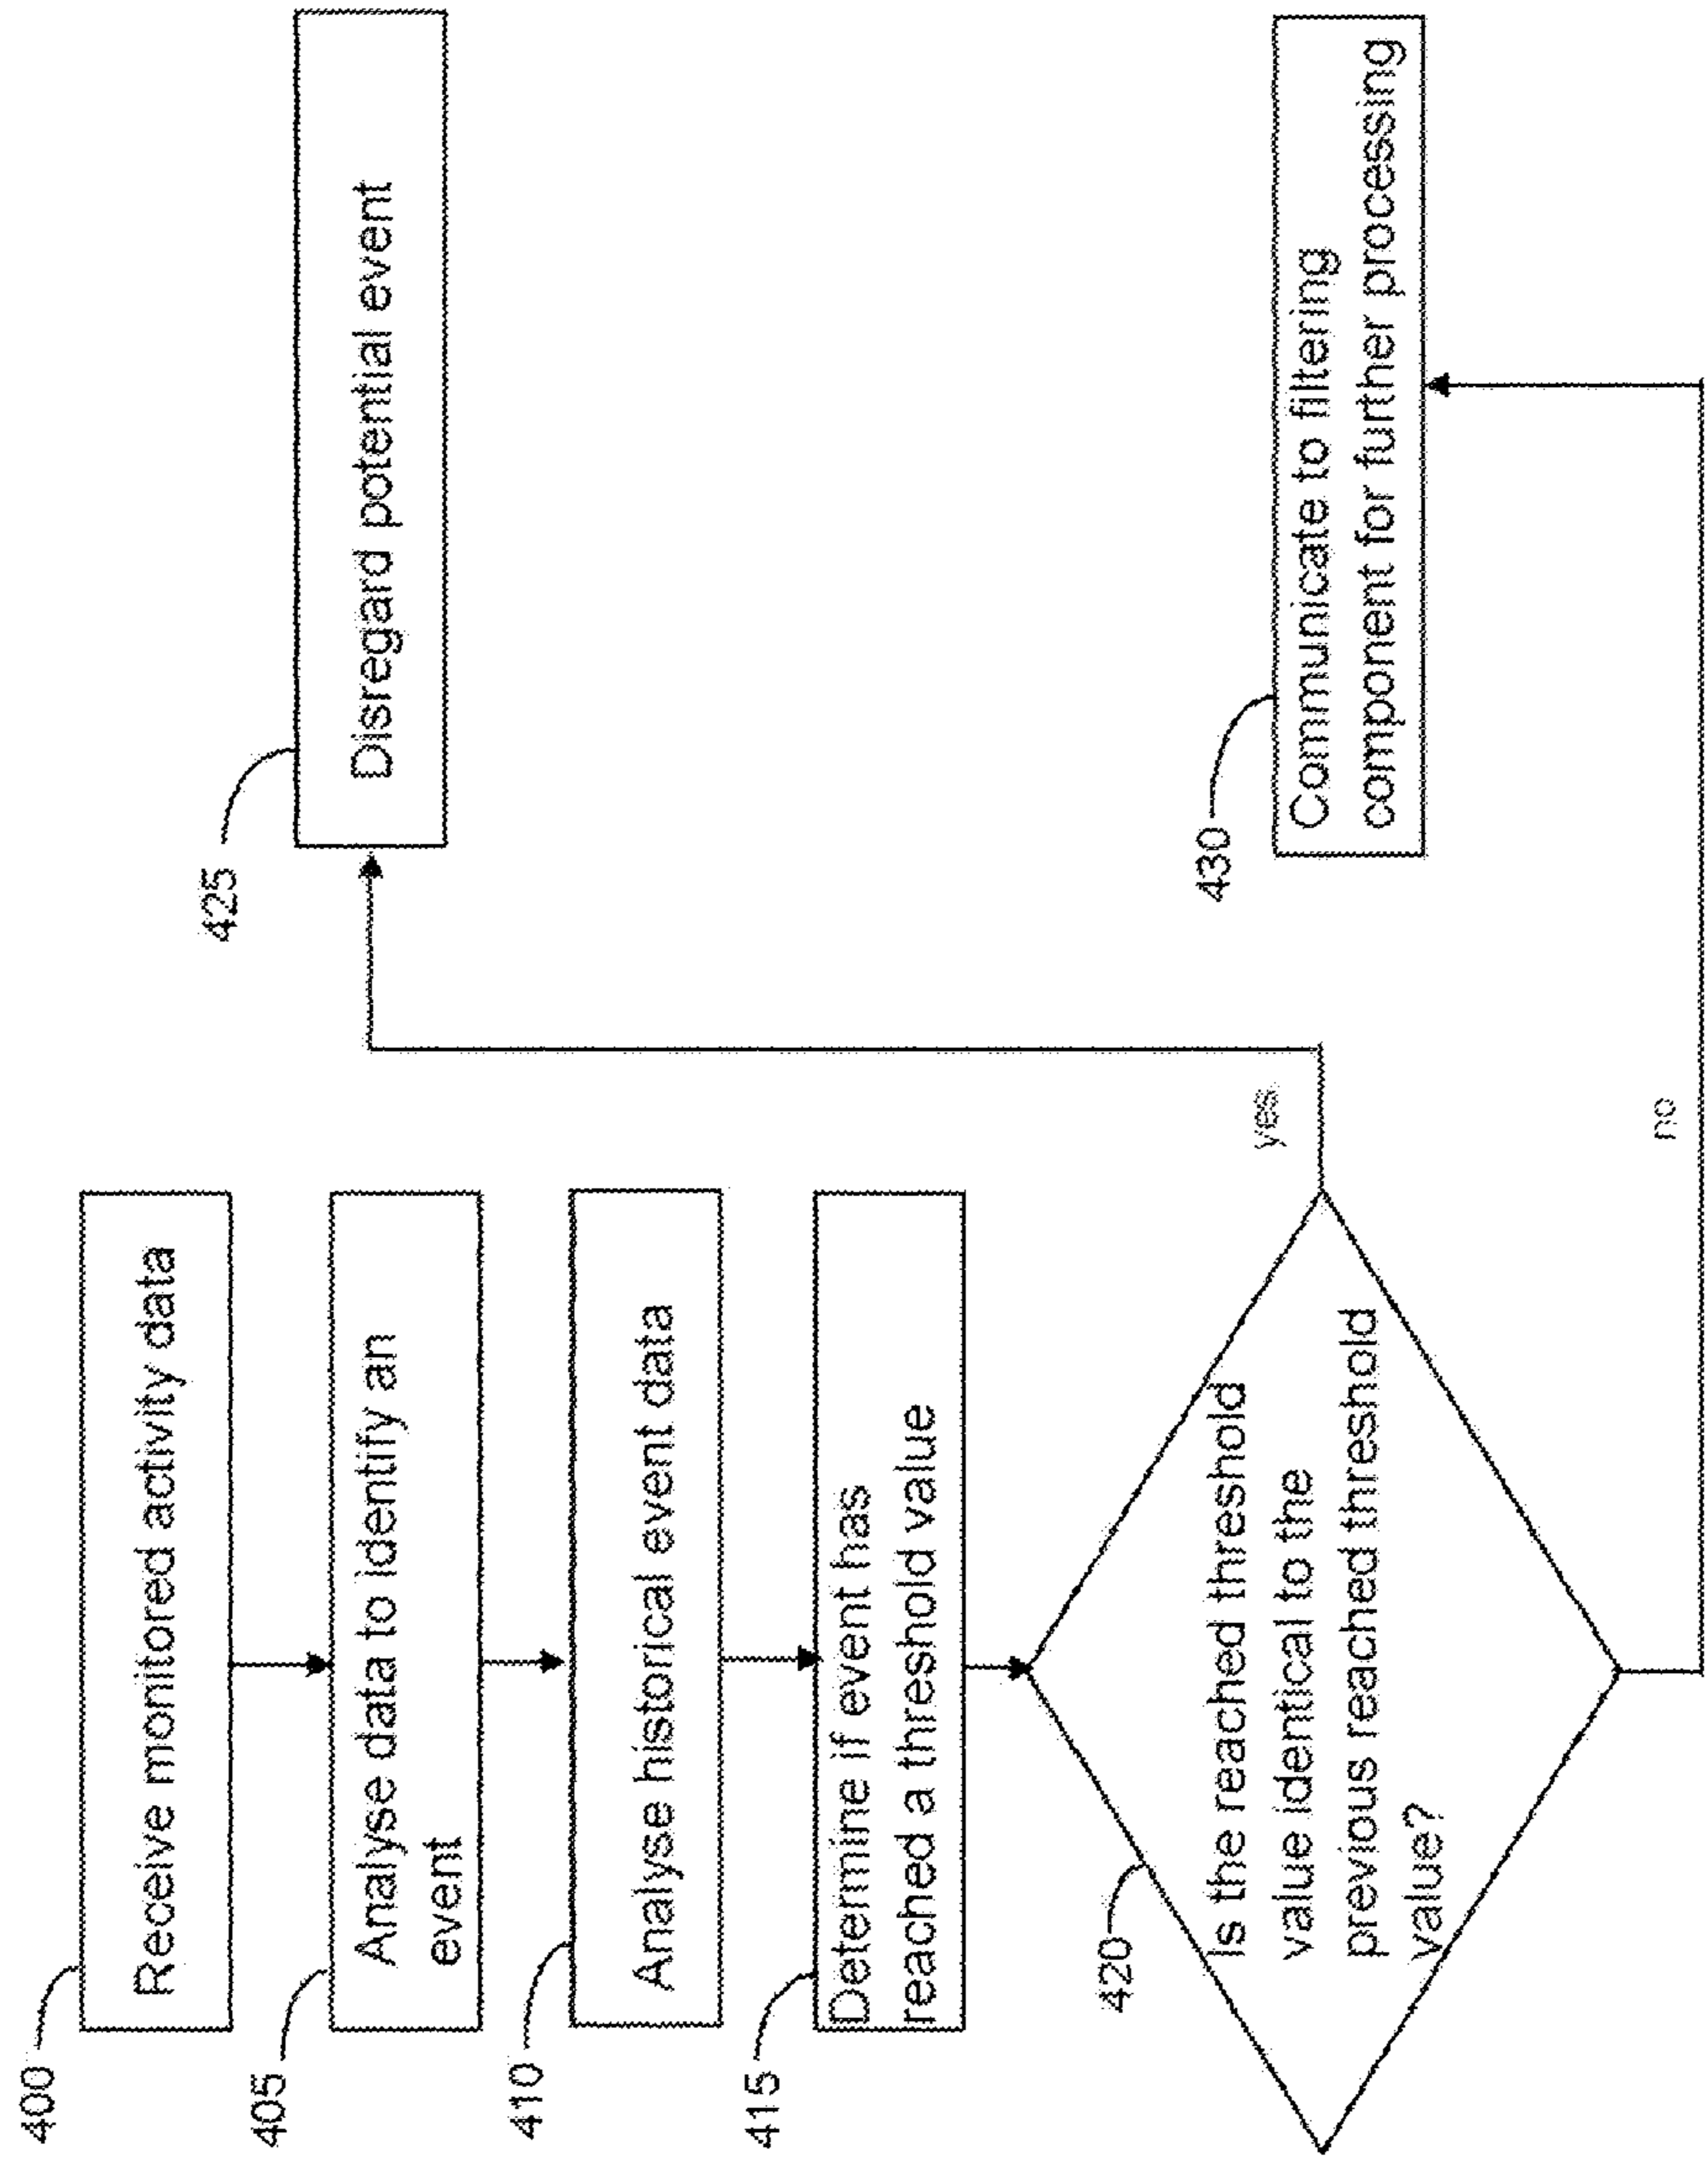 400
Receive monitored activity data
405
Analyse data to identify an
event
410
Analyse historical event data
415
Determine if event has
reached a threshold value
420
Is the reached threshold
value identical to the
previous reached threshold
value?
yes
no
425
Disregard potential event
430
Communicate to filtering
component for further processing